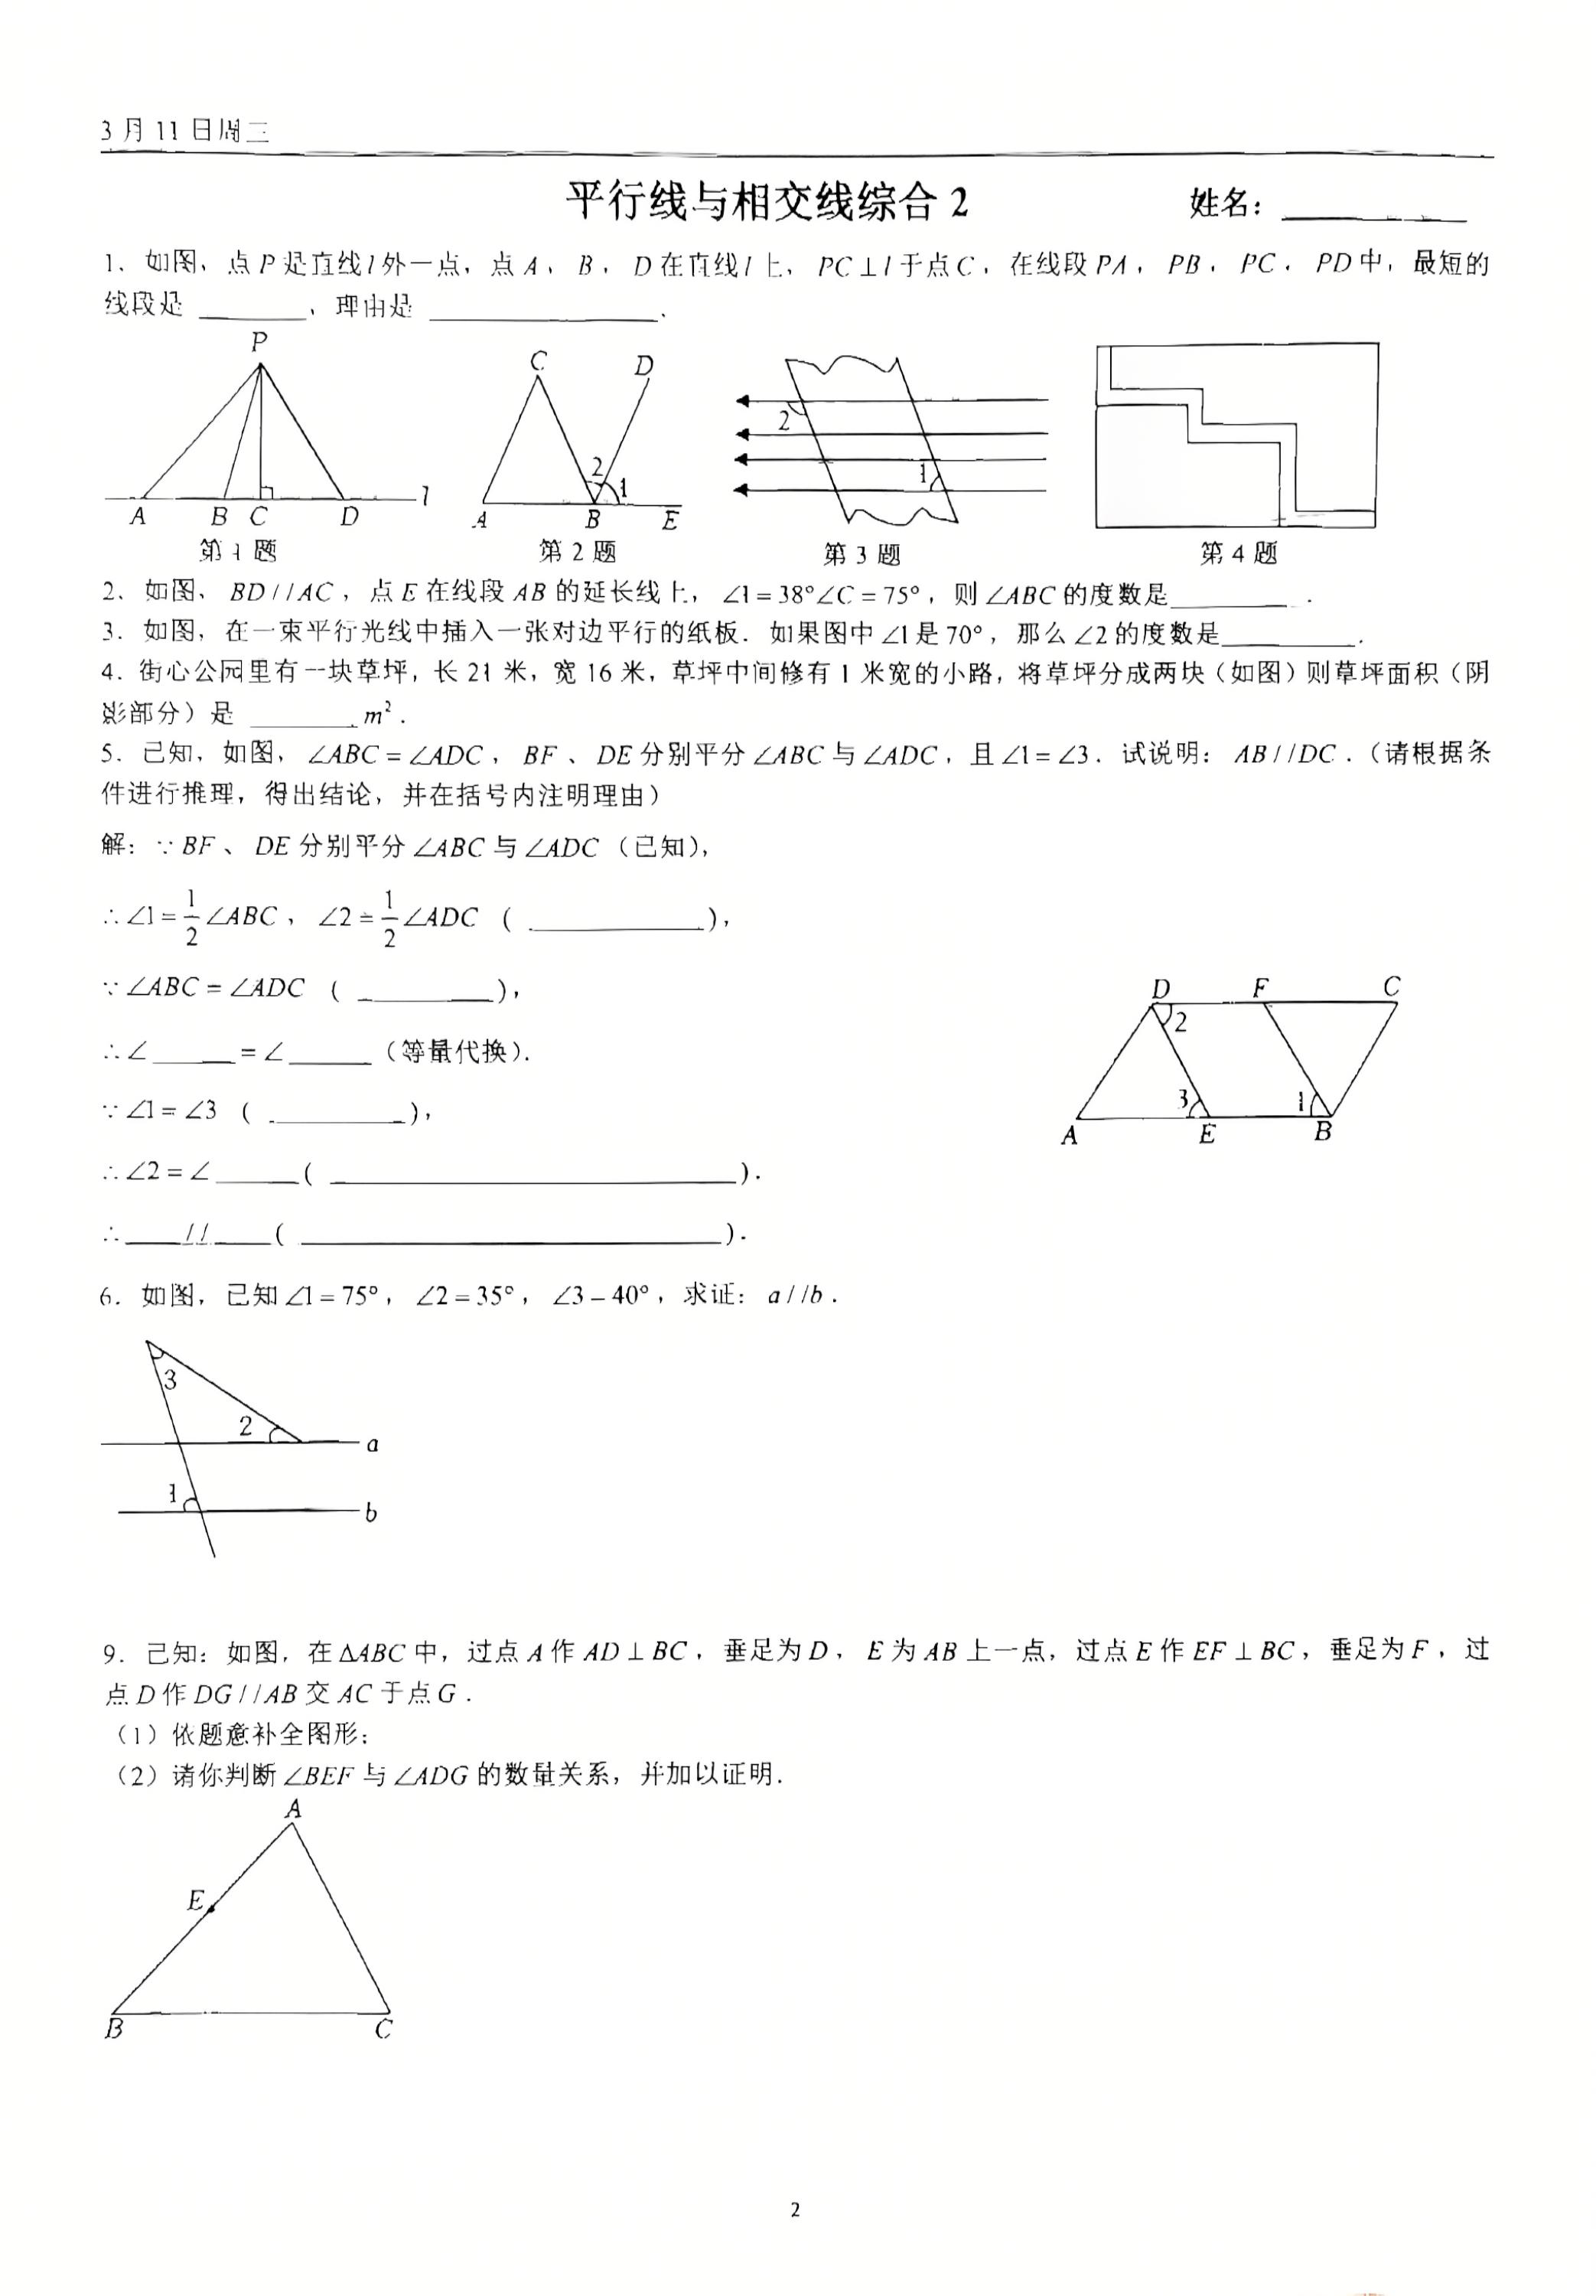 3月11日周三
平行线与相交线综合2 姓名：
1、如图，点P是直线l外一点，点A，B，D在直线l上，PC⊥l于点C，在线段PA，PB，PC，PD中，最短的
线段是 ______，理由是 ______．
P
A B C D l
第1题
C D
2 1
A B E
第2题
2
1
第3题
第4题
2、如图，BD//AC，点E在线段AB的延长线上，∠1=38°∠C=75°，则∠ABC的度数是______．
3．如图，在一束平行光线中插入一张对边平行的纸板．如果图中∠1是70°，那么∠2的度数是______．
4．街心公园里有一块草坪，长21米，宽16米，草坪中间修有1米宽的小路，将草坪分成两块（如图）则草坪面积（阴
影部分）是 ______m²．
5．已知，如图，∠ABC=∠ADC，BF、DE分别平分∠ABC与∠ADC，且∠1=∠3．试说明：AB//DC．（请根据条
件进行推理，得出结论，并在括号内注明理由）
解：∵BF、DE分别平分∠ABC与∠ADC（已知），
∴∠1=1/2∠ABC，∠2=1/2∠ADC（______），
∵∠ABC=∠ADC（______），
∴∠______=∠______（等量代换）．
∵∠1=∠3（______），
∴∠2=∠______（______）．
∴____//____（______）．
D F C
2
3 1
A E B
6．如图，已知∠1=75°，∠2=35°，∠3=40°，求证：a//b．
3
2
a
1
b
9．已知：如图，在ΔABC中，过点A作AD⊥BC，垂足为D，E为AB上一点，过点E作EF⊥BC，垂足为F，过
点D作DG//AB交AC于点G．
（1）依题意补全图形；
（2）请你判断∠BEF与∠ADG的数量关系，并加以证明．
A
E
B C
2